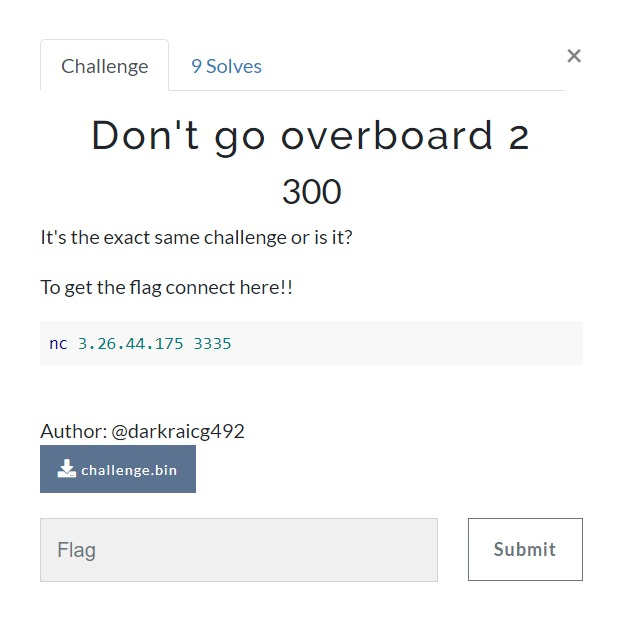 Challenge
9 Solves
×
Don't go overboard 2
300
It's the exact same challenge or is it?
To get the flag connect here!!
nc 3.26.44.175 3335
Author: @darkraicg492
challenge.bin
Flag
Submit